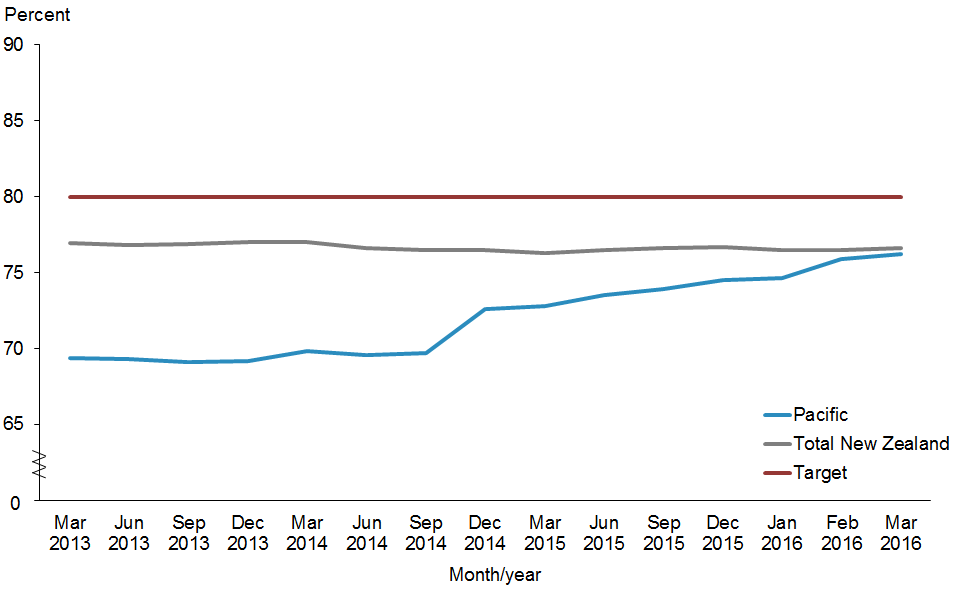 Percent
90
85
80
75
70
65
0
Mar Jun Sep Dec Mar Jun Sep Dec Mar Jun Sep Dec Jan Feb Mar
2013 2013 2013 2013 2014 2014 2014 2014 2015 2015 2015 2015 2016 2016 2016
Month/year
Pacific
Total New Zealand
Target